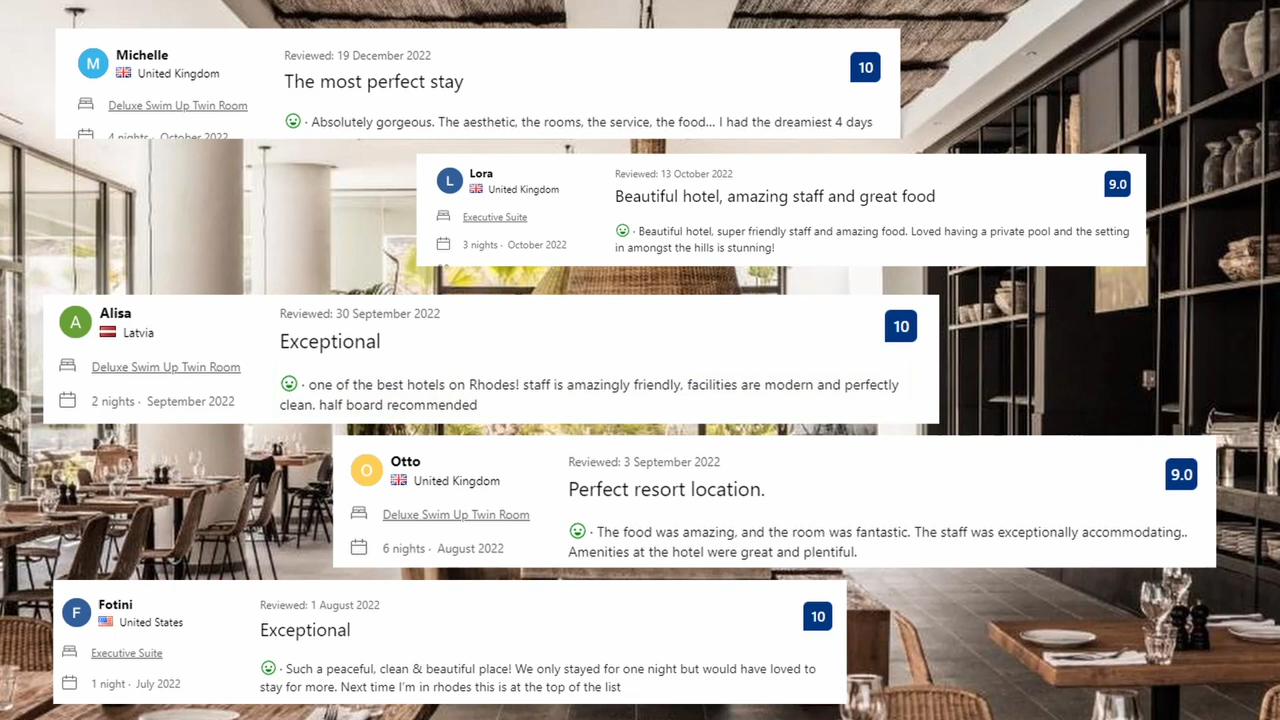 M
Michelle
United Kingdom
Deluxe Swim Up Twin Room
4 nights · October 2022
Reviewed: 19 December 2022
The most perfect stay
· Absolutely gorgeous. The aesthetic, the rooms, the service, the food... I had the dreamiest 4 days
10
L
Lora
United Kingdom
Executive Suite
3 nights · October 2022
Reviewed: 13 October 2022
Beautiful hotel, amazing staff and great food
· Beautiful hotel, super friendly staff and amazing food. Loved having a private pool and the setting
in amongst the hills is stunning!
9.0
A
Alisa
Latvia
Deluxe Swim Up Twin Room
2 nights · September 2022
Reviewed: 30 September 2022
Exceptional
· one of the best hotels on Rhodes! staff is amazingly friendly, facilities are modern and perfectly
clean. half board recommended
10
O
Otto
United Kingdom
Deluxe Swim Up Twin Room
6 nights · August 2022
Reviewed: 3 September 2022
Perfect resort location.
· The food was amazing, and the room was fantastic. The staff was exceptionally accommodating..
Amenities at the hotel were great and plentiful.
9.0
F
Fotini
United States
Executive Suite
1 night · July 2022
Reviewed: 1 August 2022
Exceptional
· Such a peaceful, clean & beautiful place! We only stayed for one night but would have loved to
stay for more. Next time I'm in rhodes this is at the top of the list
10